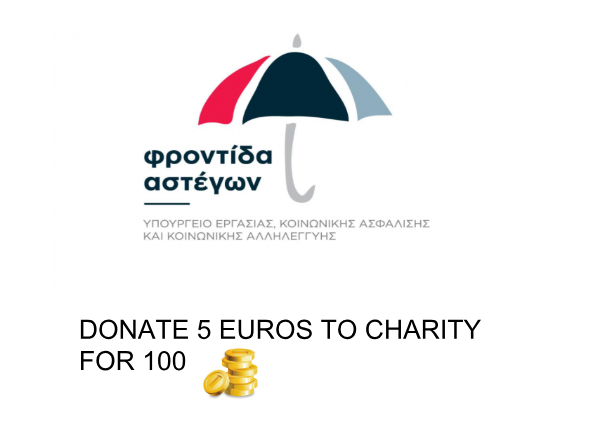 φροντίδα
αστέγων
ΥΠΟΥΡΓΕΙΟ ΕΡΓΑΣΙΑΣ, ΚΟΙΝΩΝΙΚΗΣ ΑΣΦΑΛΙΣΗΣ
ΚΑΙ ΚΟΙΝΩΝΙΚΗΣ ΑΛΛΗΛΕΓΓΥΗΣ
DONATE 5 EUROS TO CHARITY
FOR 100